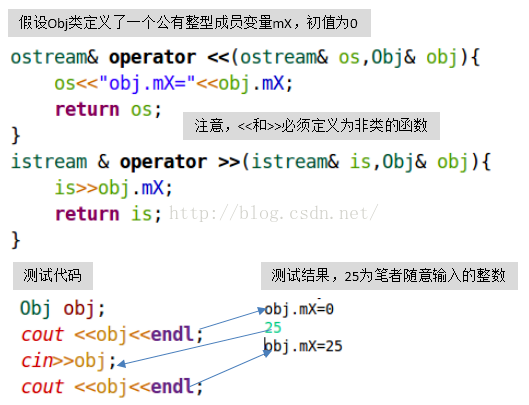 假设Obj类定义了一个公有整型成员变量mX，初值为0
ostream& operator <<(ostream& os,Obj& obj){
os<<"obj.mX="<<obj.mX;
return os;
}
注意，<<和>>必须定义为非类的函数
istream & operator >>(istream& is,Obj& obj){
is>>obj.mX;
return is;
}
http://blog.csdn.net/
测试代码
测试结果，25为笔者随意输入的整数
Obj obj;
cout <<obj<<endl;
cin>>obj;
cout <<obj<<endl;
obj.mX=0
25
obj.mX=25